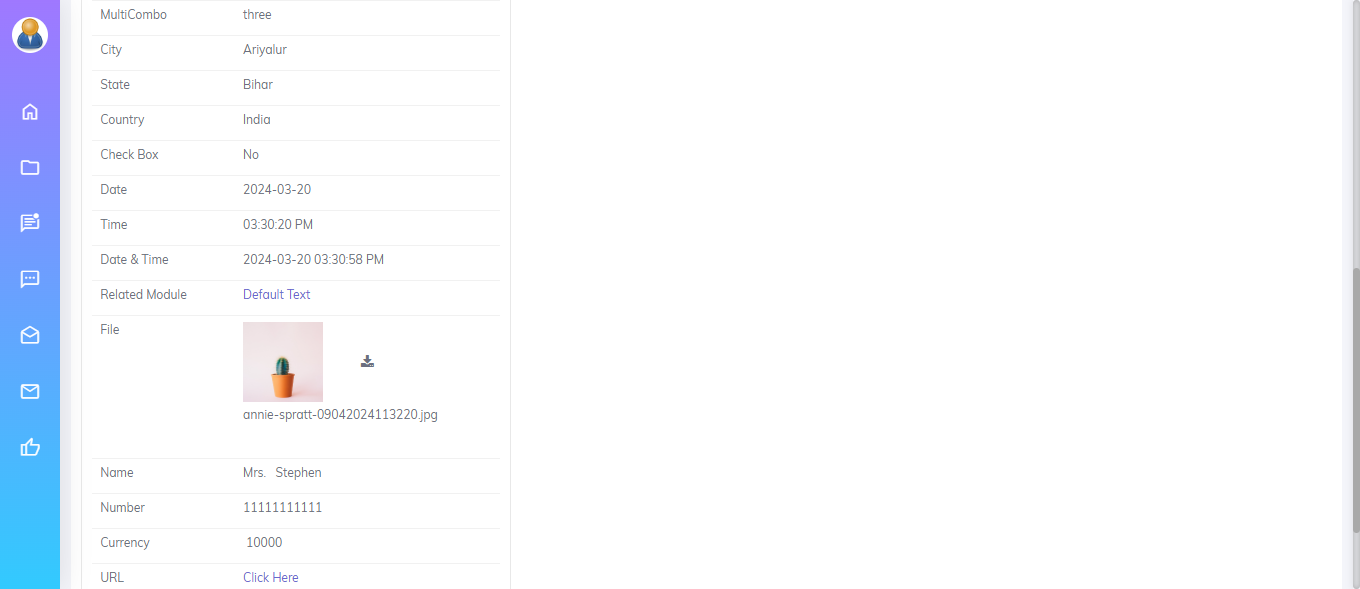 MultiCombo three
City Ariyalur
State Bihar
Country India
Check Box No
Date 2024-03-20
Time 03:30:20 PM
Date & Time 2024-03-20 03:30:58 PM
Related Module Default Text
File
annie-spratt-09042024113220.jpg
Name Mrs. Stephen
Number 11111111111
Currency 10000
URL Click Here